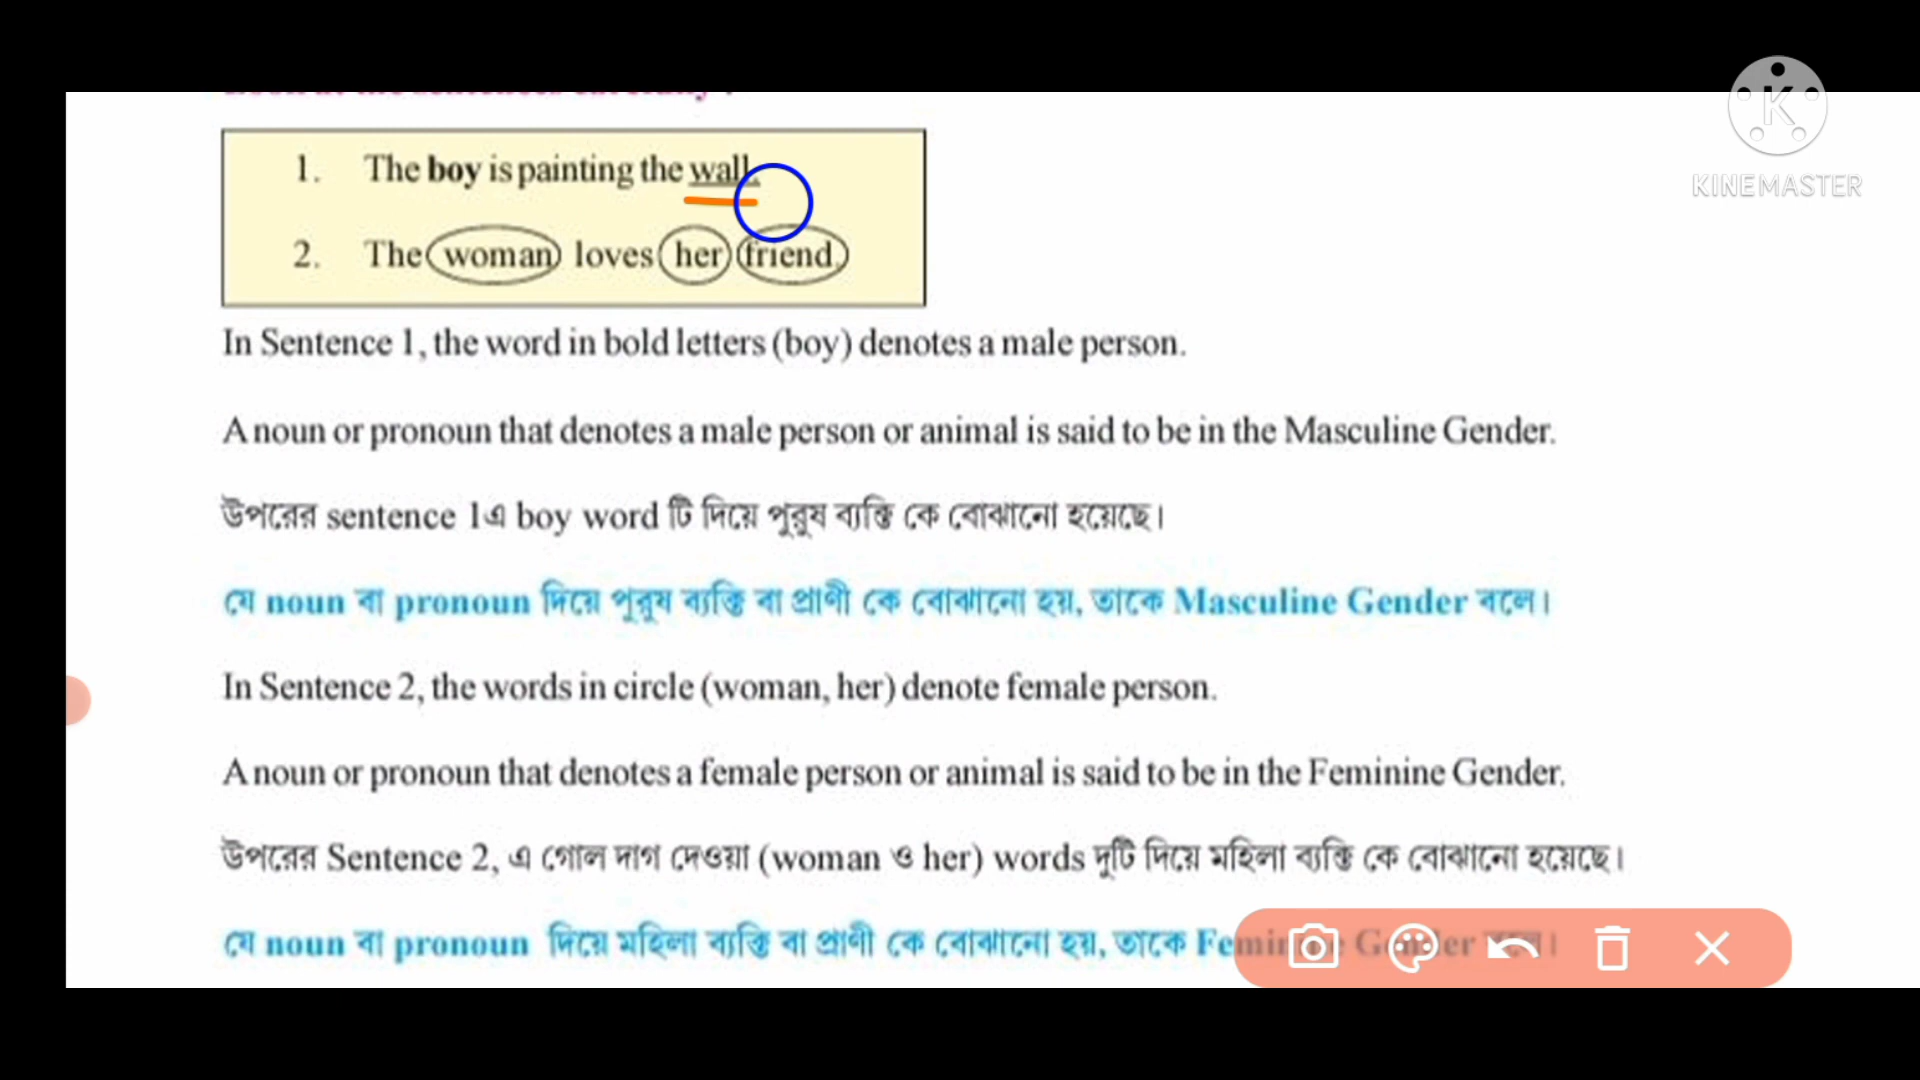 1. The boy is painting the wall.
2. The woman loves her friend.
In Sentence 1, the word in bold letters (boy) denotes a male person.
A noun or pronoun that denotes a male person or animal is said to be in the Masculine Gender.
উপরের sentence 1এ boy word টি দিয়ে পুরুষ ব্যক্তি কে বোঝানো হয়েছে।
যে noun বা pronoun দিয়ে পুরুষ ব্যক্তি বা প্রাণী কে বোঝানো হয়, তাকে Masculine Gender বলে।
In Sentence 2, the words in circle (woman, her) denote female person.
A noun or pronoun that denotes a female person or animal is said to be in the Feminine Gender.
উপরের Sentence 2, এ গোল দাগ দেওয়া (woman ও her) words দুটি দিয়ে মহিলা ব্যক্তি কে বোঝানো হয়েছে।
যে noun বা pronoun দিয়ে মহিলা ব্যক্তি বা প্রাণী কে বোঝানো হয়, তাকে Feminine Gender বলে।
K
KINEMASTER